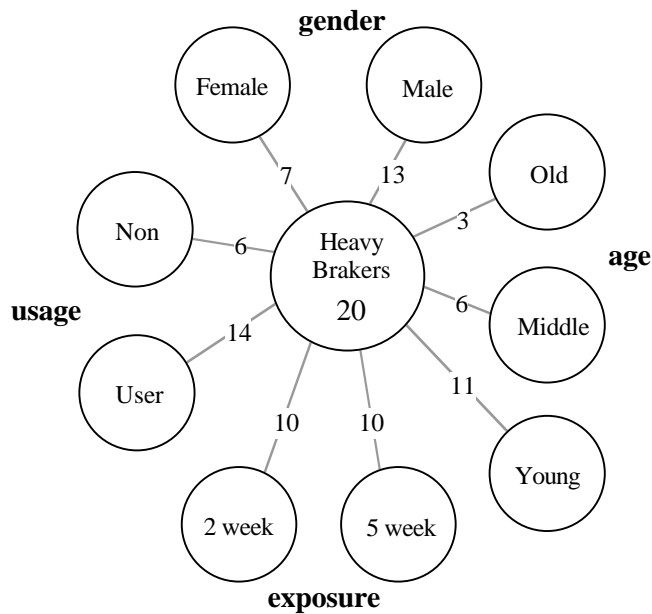 gender
Female
Male
7
13
Old
Non
6
3
Heavy
Brakers
20
age
usage
6
Middle
14
User
11
10
10
Young
2 week
5 week
exposure